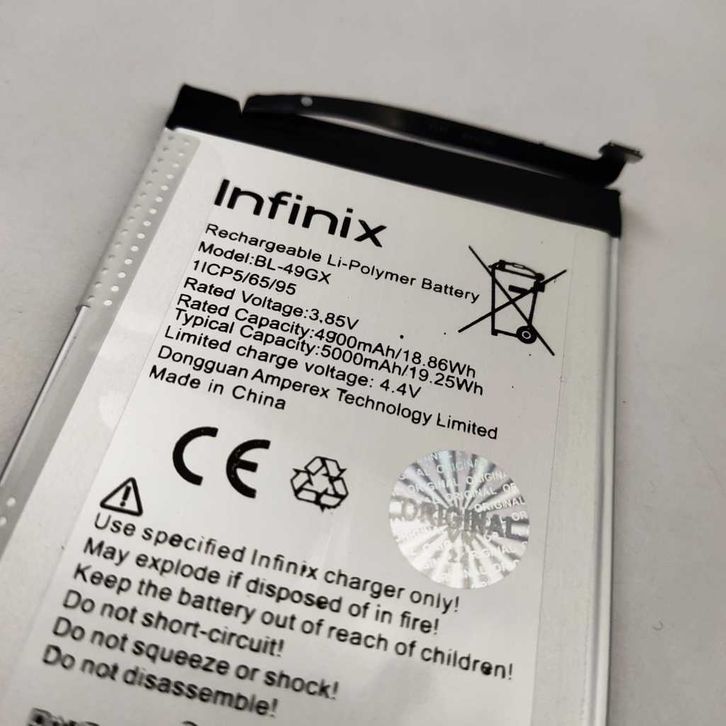 Infinix
Rechargeable Li-Polymer Battery
Model:BL-49GX
1ICP5/65/95
Rated Voltage:3.85V
Rated Capacity:4900mAh/18.86Wh
Typical Capacity:5000mAh/19.25Wh
Limited charge voltage: 4.4V
Dongguan Amperex Technology Limited
Made in China
CE
ORIGINAL
Use specified Infinix charger only!
May explode if disposed of in fire!
Keep the battery out of reach of children!
Do not short-circuit!
Do not squeeze or shock!
Do not disassemble!